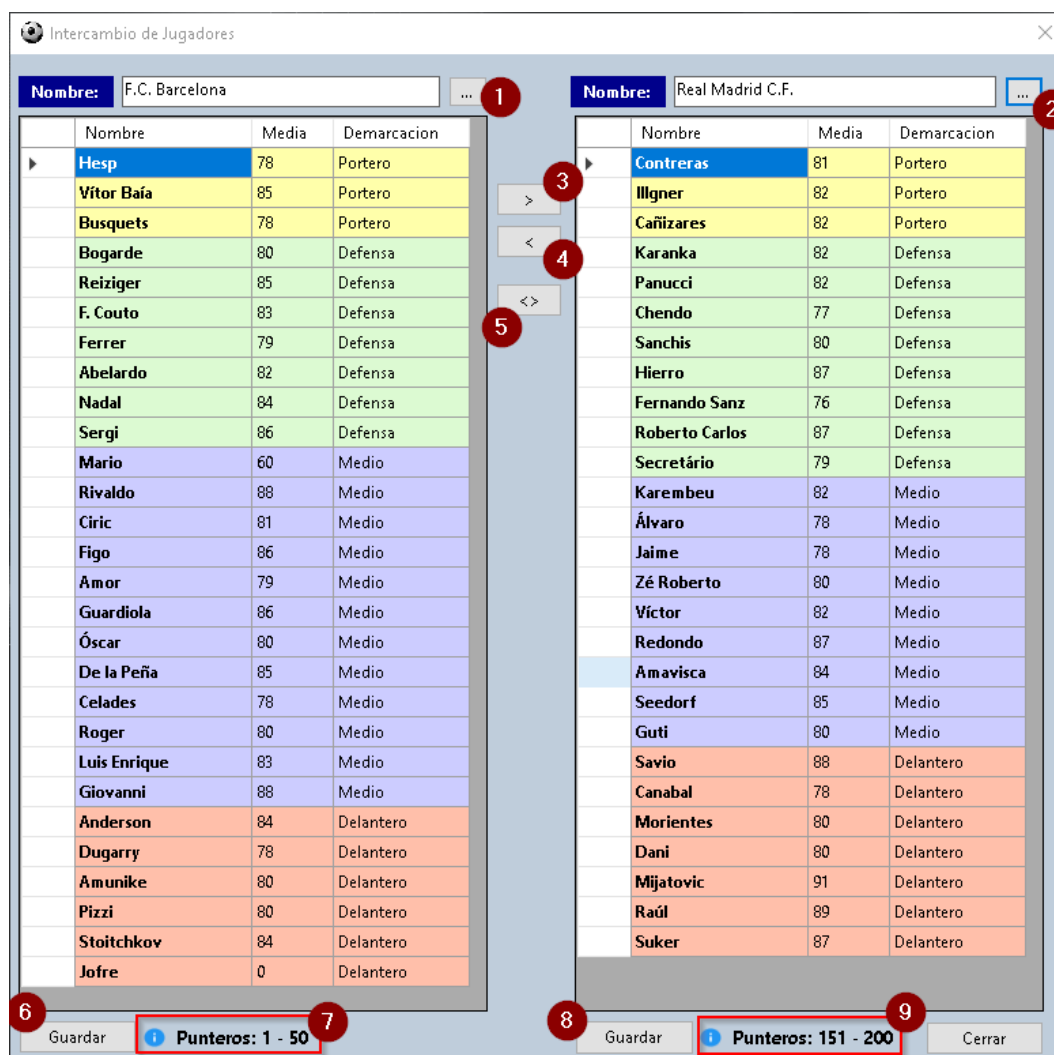 Intercambio de Jugadores
Nombre: F.C. Barcelona ... 1
Nombre Media Demarcacion
Hesp 78 Portero
Vítor Baía 85 Portero
Busquets 78 Portero
Bogarde 80 Defensa
Reiziger 85 Defensa
F. Couto 83 Defensa
Ferrer 79 Defensa
Abelardo 82 Defensa
Nadal 84 Defensa
Sergi 86 Defensa
Mario 60 Medio
Rivaldo 88 Medio
Ciric 81 Medio
Figo 86 Medio
Amor 79 Medio
Guardiola 86 Medio
Óscar 80 Medio
De la Peña 85 Medio
Celades 78 Medio
Roger 80 Medio
Luis Enrique 83 Medio
Giovanni 88 Medio
Anderson 84 Delantero
Dugarry 78 Delantero
Amunike 80 Delantero
Pizzi 80 Delantero
Stoitchkov 84 Delantero
Jofre 0 Delantero
6 Guardar Punteros: 1 - 50 7
> 3
< 4
<> 5
Nombre: Real Madrid C.F. ... 2
Nombre Media Demarcacion
Contreras 81 Portero
Illgner 82 Portero
Cañizares 82 Portero
Karanka 82 Defensa
Panucci 82 Defensa
Chendo 77 Defensa
Sanchis 80 Defensa
Hierro 87 Defensa
Fernando Sanz 76 Defensa
Roberto Carlos 87 Defensa
Secretário 79 Defensa
Karembeu 82 Medio
Álvaro 78 Medio
Jaime 78 Medio
Zé Roberto 80 Medio
Víctor 82 Medio
Redondo 87 Medio
Amavisca 84 Medio
Seedorf 85 Medio
Guti 80 Medio
Savio 88 Delantero
Canabal 78 Delantero
Morientes 80 Delantero
Dani 80 Delantero
Mijatovic 91 Delantero
Raúl 89 Delantero
Suker 87 Delantero
8 Guardar Punteros: 151 - 200 9 Cerrar